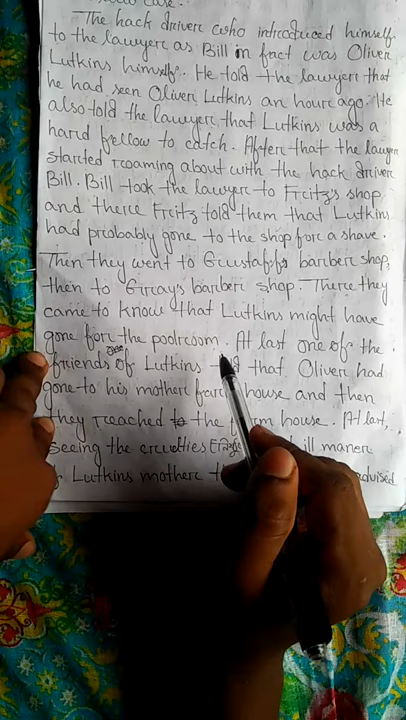 The hack driver who introduced himself
to the lawyer as Bill in fact was Oliver
Lutkins himself. He told the lawyer that
he had seen Oliver Lutkins an hour ago. He
also told the lawyer that Lutkins was a
hard fellow to catch. After that the lawyer
started roaming about with the hack driver
Bill. Bill took the lawyer to Fritz's shop
and there Fritz told them that Lutkins
had probably gone to the shop for a shave.
Then they went to Gustaff's barber shop,
then to Gray's barber shop. There they
came to know that Lutkins might have
gone for the poolroom. At last one of the
friends of Lutkins that Oliver had
gone to his mother farm house and then
they reached the farm house. At last,
seeing the cruelties ill maner
Lutkins mother advised